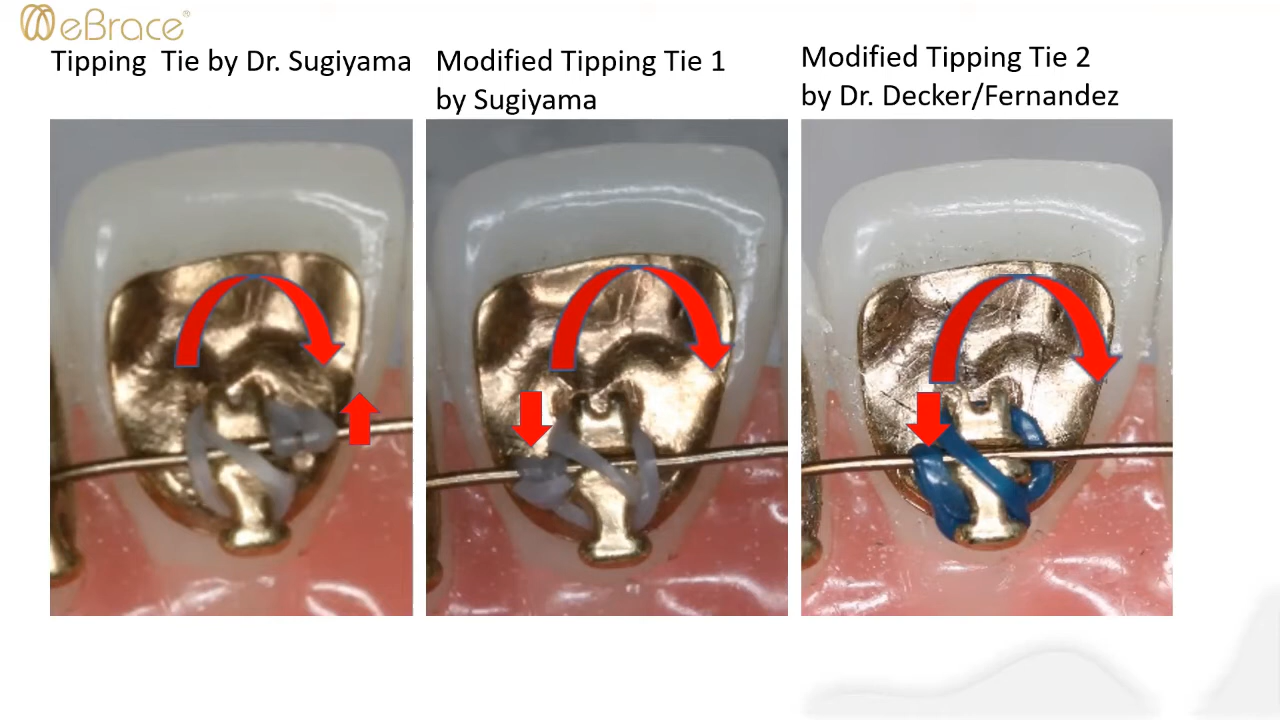 eBrace®
Tipping  Tie by Dr. Sugiyama
Modified Tipping Tie 1
by Sugiyama
Modified Tipping Tie 2
by Dr. Decker/Fernandez